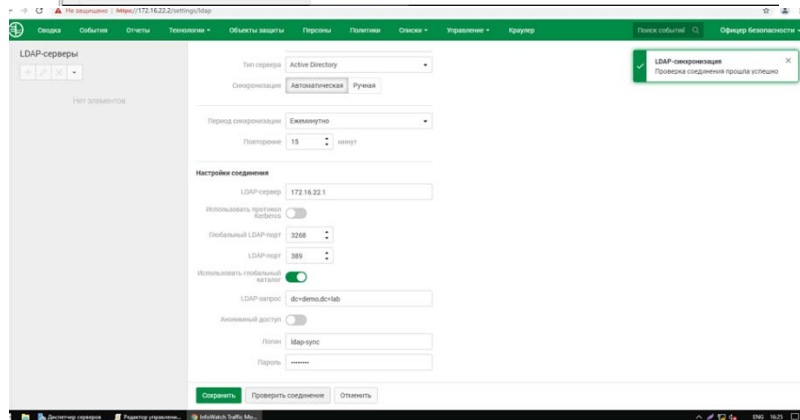 Не защищено | https://172.16.22.2/settings/ldap
Сводка События Отчеты Технологии Объекты защиты Персоны Политики Списки Управление Краулер Поиск событий Офицер безопасности
LDAP-серверы
Нет элементов
Тип сервера Active Directory
Синхронизация Автоматическая Ручная
Период синхронизации Ежеминутно
Повторение 15 минут
Настройки соединения
LDAP-сервер 172.16.22.1
Использовать протокол
Kerberos
Глобальный LDAP-порт 3268
LDAP-порт 389
Использовать глобальный
каталог
LDAP-запрос dc=demo,dc=lab
Анонимный доступ
Логин ldap-sync
Пароль ••••••••
Сохранить Проверить соединение Отменить
LDAP-синхронизация
Проверка соединения прошла успешно
Диспетчер серверов Редактор управлени... InfoWatch Traffic Mo... ENG 16:25